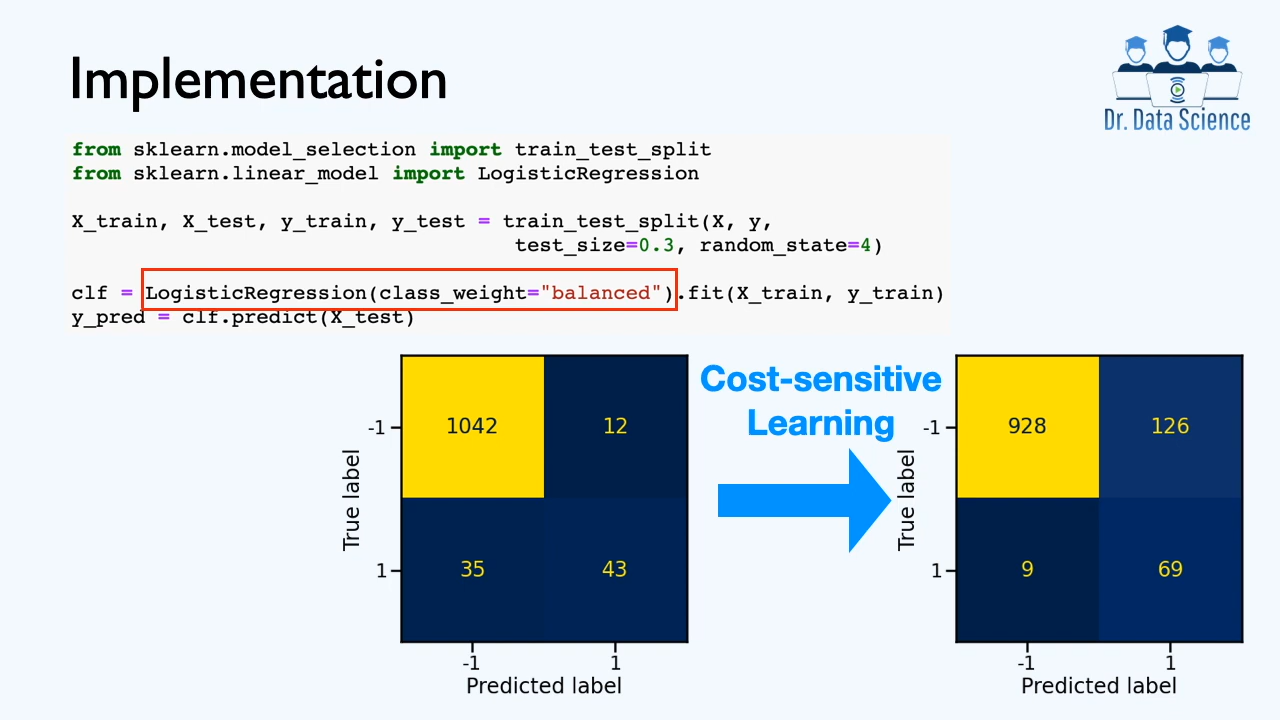 Implementation
Dr. Data Science
from sklearn.model_selection import train_test_split
from sklearn.linear_model import LogisticRegression
X_train, X_test, y_train, y_test = train_test_split(X, y,
test_size=0.3, random_state=4)
clf = LogisticRegression(class_weight="balanced").fit(X_train, y_train)
y_pred = clf.predict(X_test)
True label
-1
1
1042
12
35
43
-1
1
Predicted label
Cost-sensitive
Learning
True label
-1
1
928
126
9
69
-1
1
Predicted label